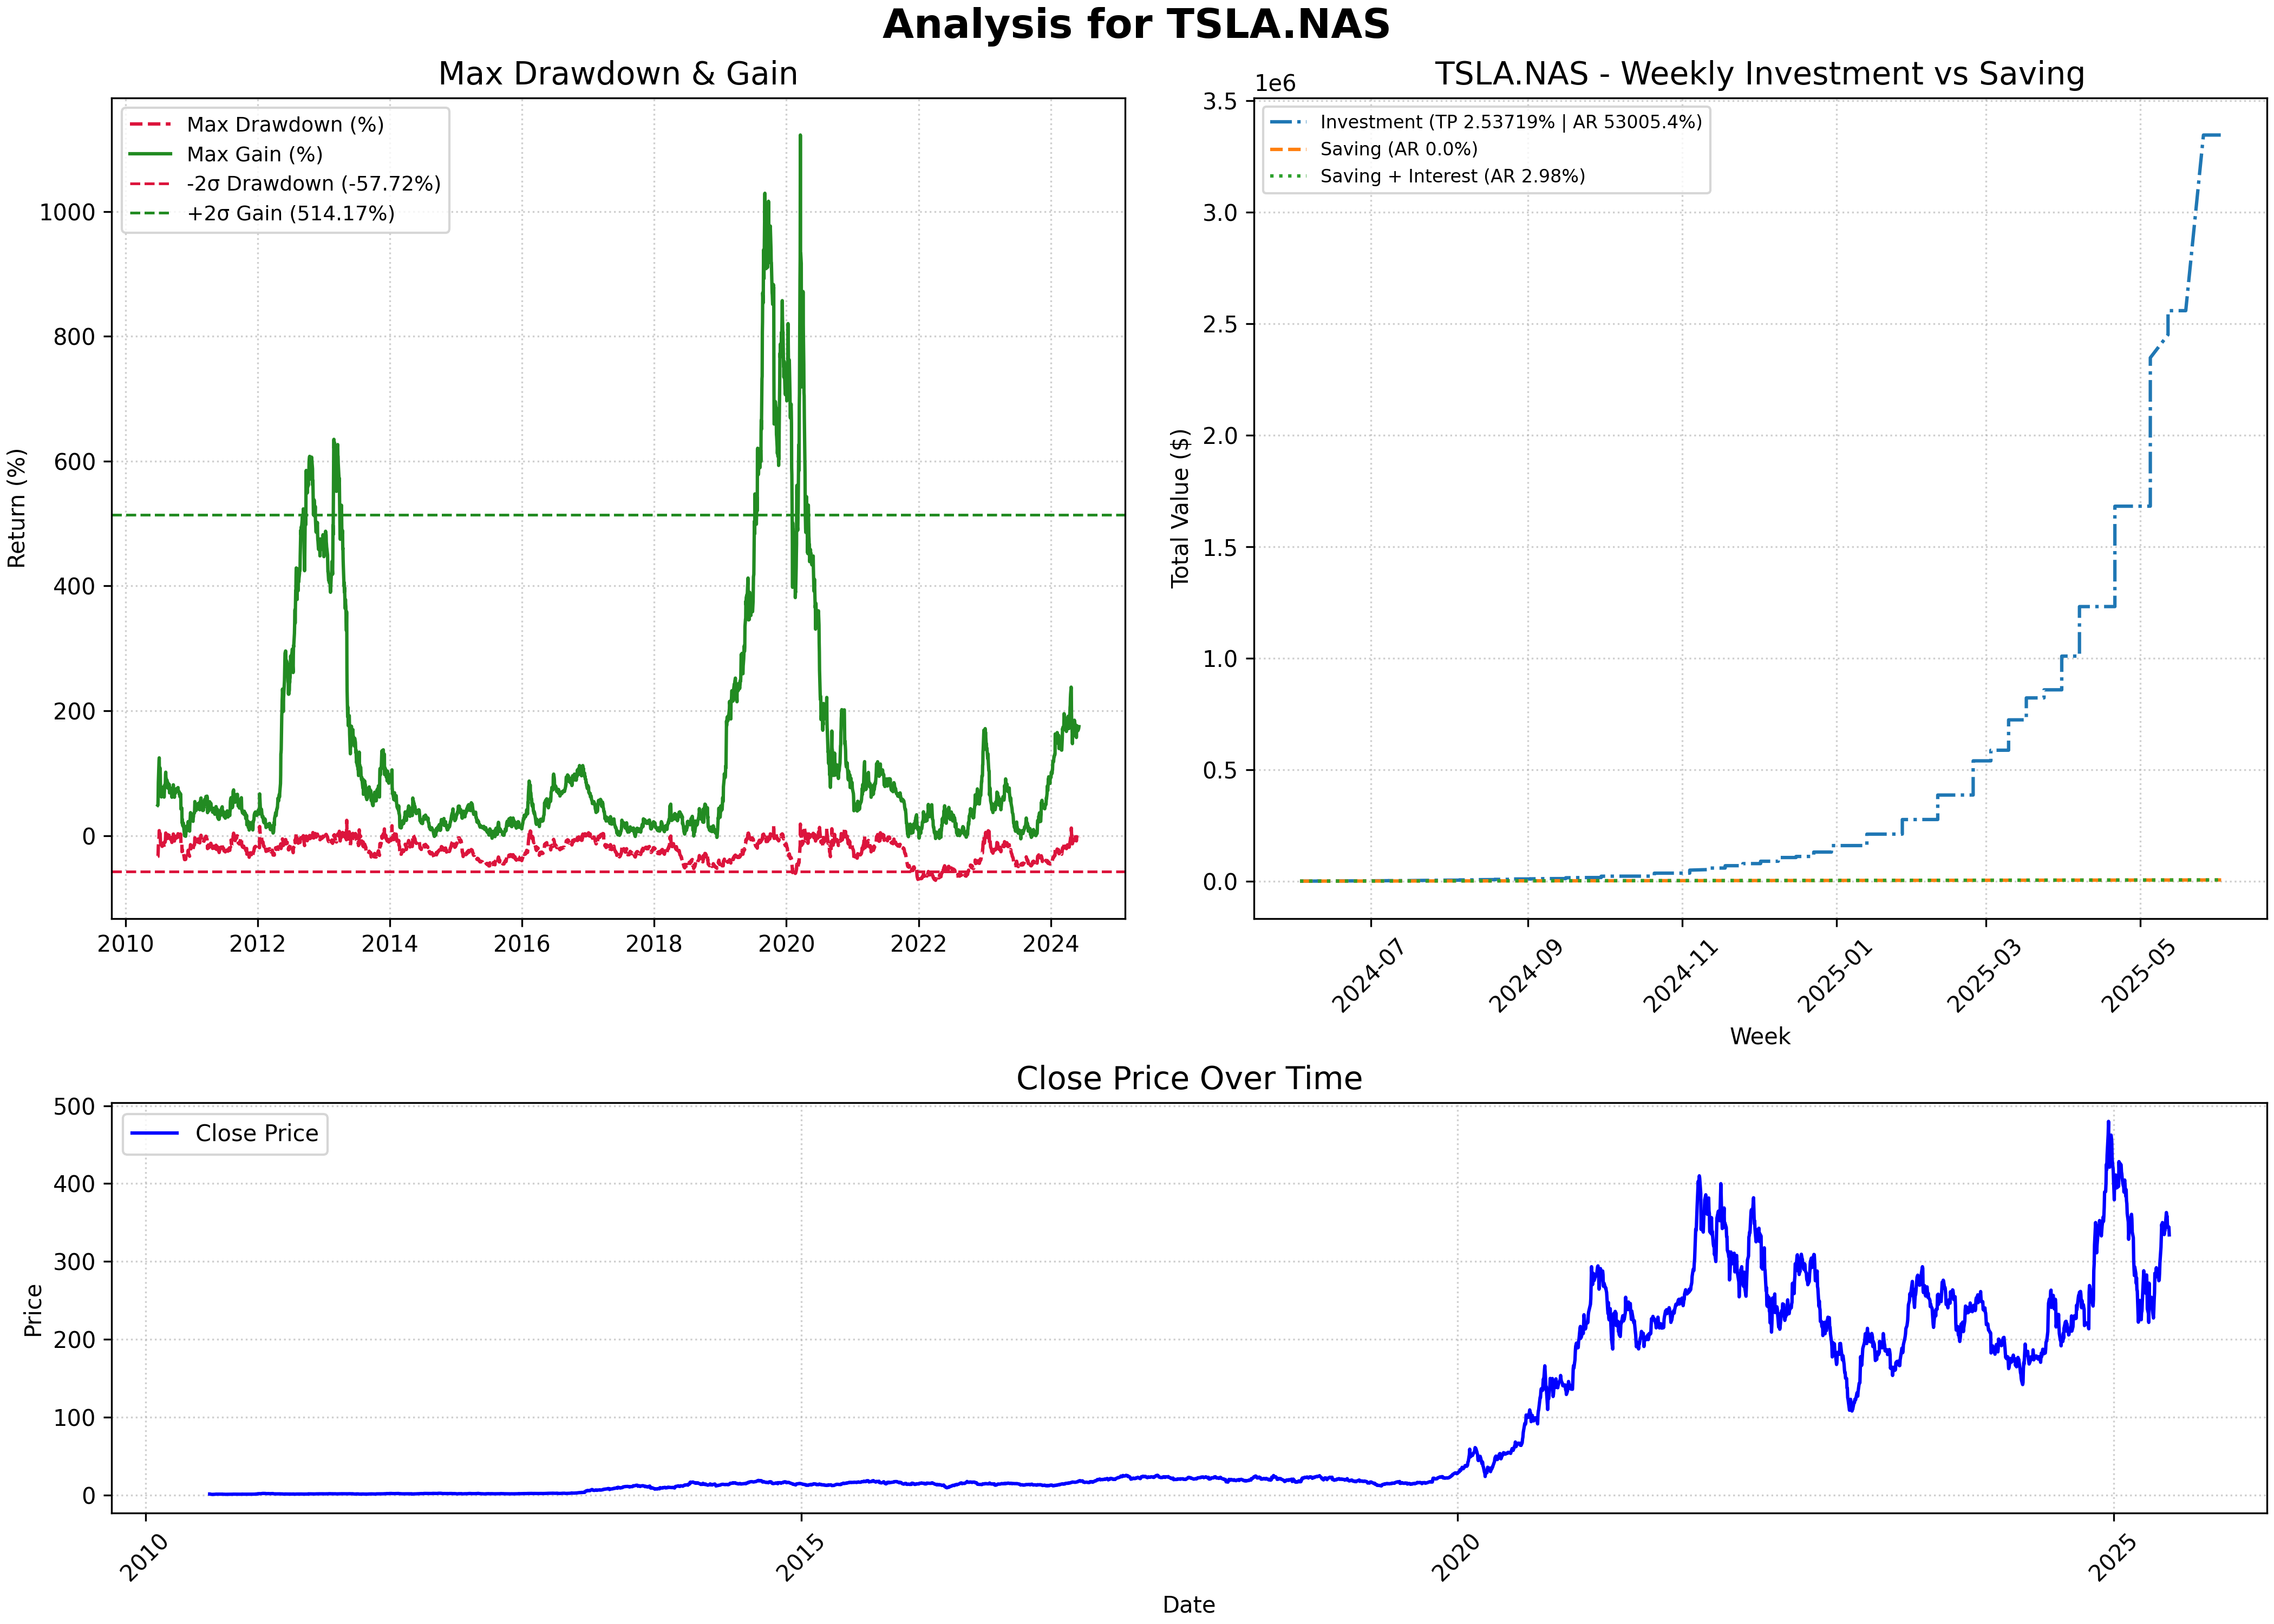 Analysis for TSLA.NAS
Max Drawdown & Gain
Max Drawdown (%)
Max Gain (%)
-2σ Drawdown (-57.72%)
+2σ Gain (514.17%)
Return (%)
1000
800
600
400
200
0
2010 2012 2014 2016 2018 2020 2022 2024
TSLA.NAS - Weekly Investment vs Saving
1e6
Investment (TP 2.53719% | AR 53005.4%)
Saving (AR 0.0%)
Saving + Interest (AR 2.98%)
Total Value ($)
3.5
3.0
2.5
2.0
1.5
1.0
0.5
0.0
2024-07 2024-09 2024-11 2025-01 2025-03 2025-05
Week
Close Price Over Time
Close Price
Price
500
400
300
200
100
0
2010 2015 2020 2025
Date